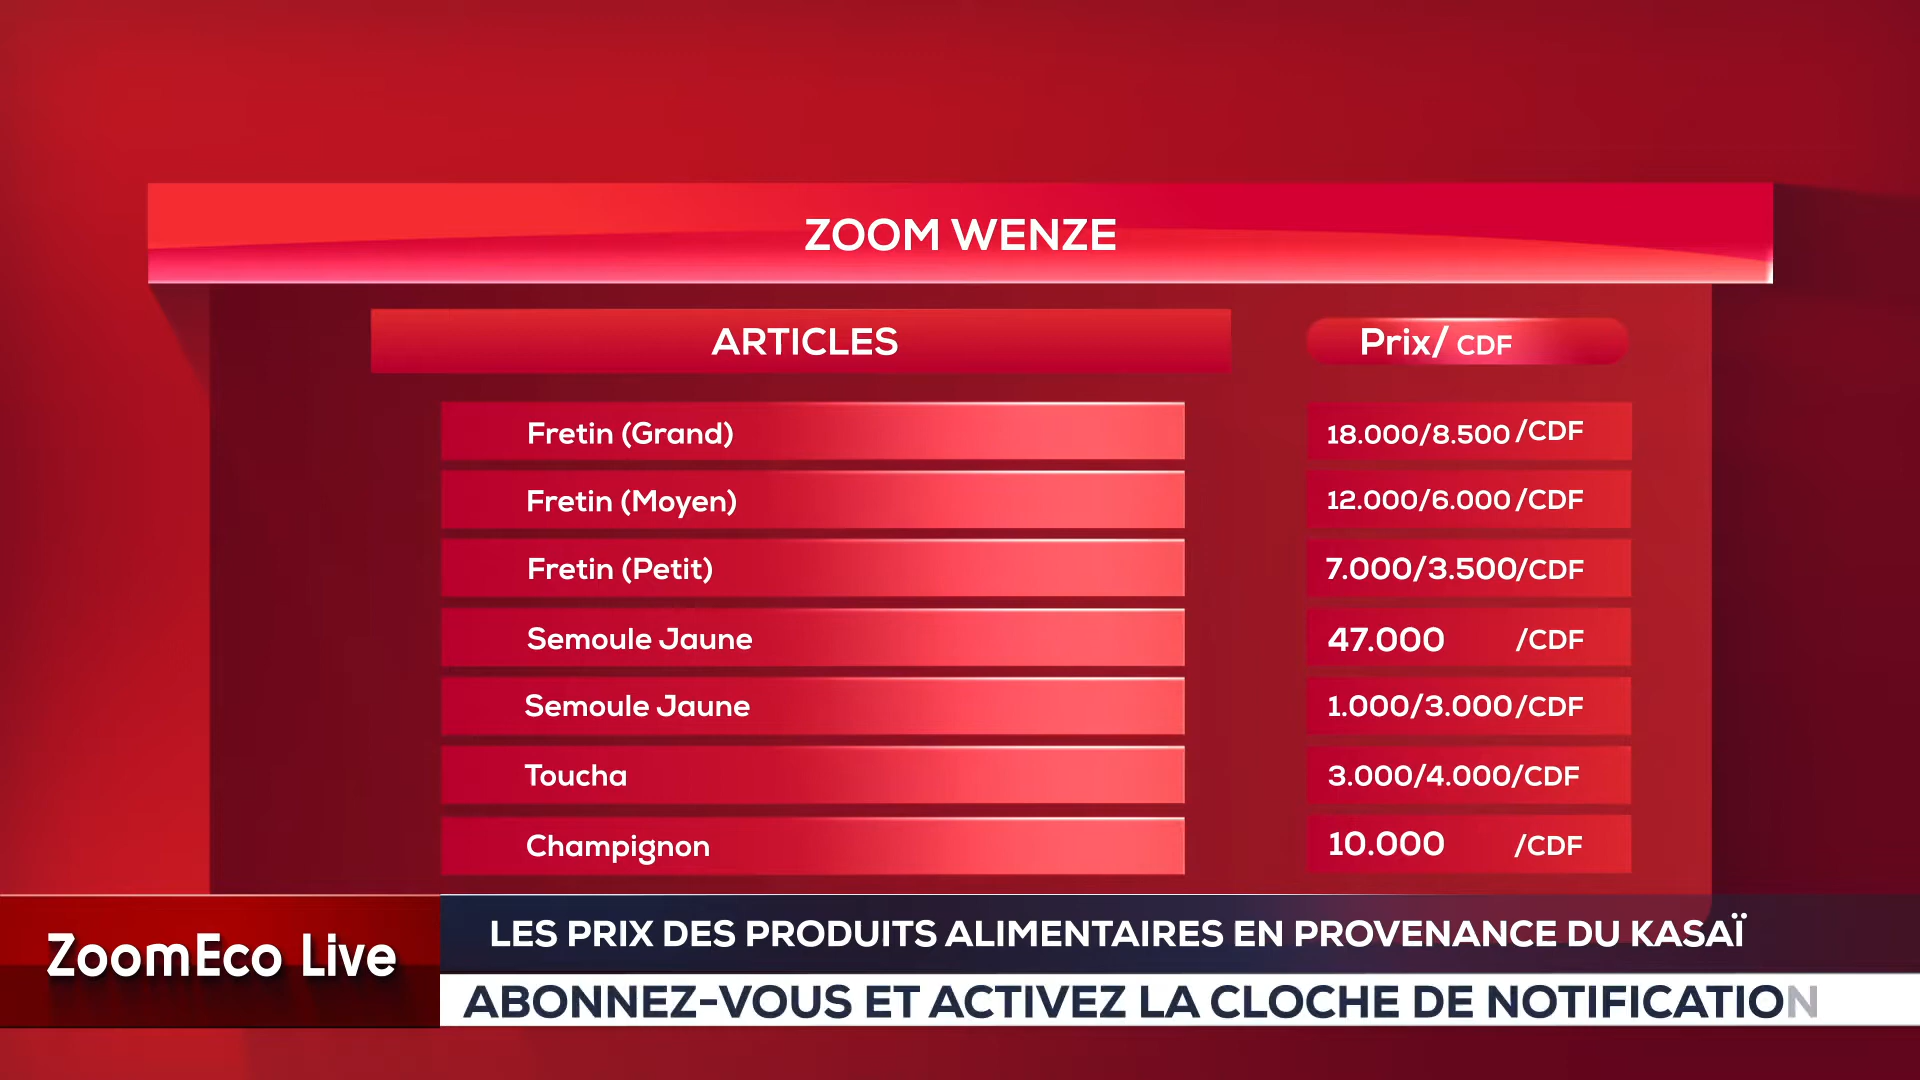 ZOOM WENZE
ARTICLES Prix/ CDF
Fretin (Grand) 18.000/8.500 /CDF
Fretin (Moyen) 12.000/6.000 /CDF
Fretin (Petit) 7.000/3.500/CDF
Semoule Jaune 47.000 /CDF
Semoule Jaune 1.000/3.000/CDF
Toucha 3.000/4.000/CDF
Champignon 10.000 /CDF
ZoomEco Live
LES PRIX DES PRODUITS ALIMENTAIRES EN PROVENANCE DU KASAÏ
ABONNEZ-VOUS ET ACTIVEZ LA CLOCHE DE NOTIFICATION